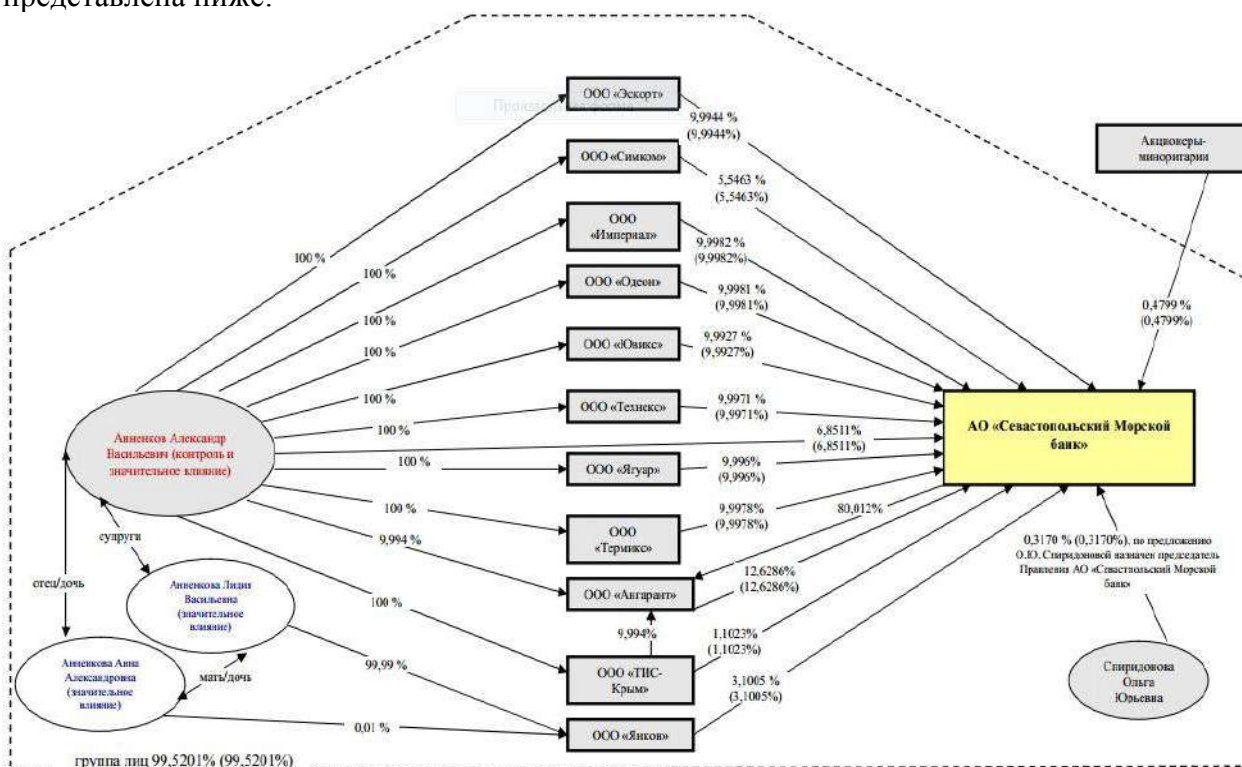 представлена ниже.
Произвольная форма
ООО «Эскорт»
9,9944 %
(9,9944%)
Акционеры-
миноритарии
ООО «Симком»
5,5463 %
(5,5463%)
ООО
«Империал»
9,9982 %
(9,9982%)
100 %
100 %
ООО «Одеон»
9,9981 %
(9,9981%)
0,4799 %
(0,4799%)
100 %
100 %
ООО «Ювикс»
9,9927 %
(9,9927%)
100 %
ООО «Технекс»
9,9971 %
(9,9971%)
100 %
6,8511%
(6,8511%)
АО «Севастопольский Морской
банк»
Анненков Александр
Васильевич (контроль и
значительное влияние)
100 %
ООО «Ягуар»
9,996%
(9,996%)
100 %
ООО
«Термикс»
9,9978%
(9,9978%)
80,012%
9,994%
супруги
отец/дочь
0,3170 % (0,3170%), по предложению
О.Ю. Спиридоновой назначен председатель
Правления АО «Севастпольский Морской
банк»
Анненкова Лидия
Васильевна
(значительное
влияние)
100 %
ООО «Ангарант»
12,6286%
(12,6286%)
9,994%
1,1023%
(1,1023%)
Анненкова Анна
Александровна
(значительное
влияние)
мать/дочь
99,99 %
ООО «ТИС-
Крым»
3,1005 %
(3,1005%)
Спиридонова
Ольга
Юрьевна
0,01 %
ООО «Янкон»
группа лиц 99,5201% (99,5201%)